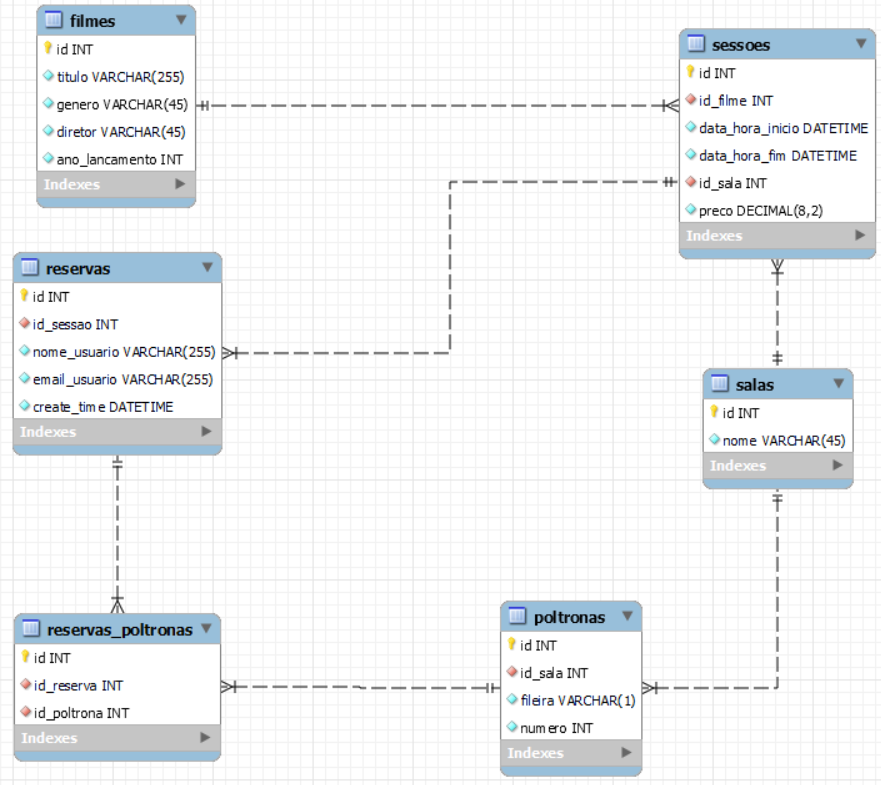 filmes
id INT
titulo VARCHAR(255)
genero VARCHAR(45)
diretor VARCHAR(45)
ano_lancamento INT
Indexes
sessoes
id INT
id_filme INT
data_hora_inicio DATETIME
data_hora_fim DATETIME
id_sala INT
preco DECIMAL(8,2)
Indexes
reservas
id INT
id_sessao INT
nome_usuario VARCHAR(255)
email_usuario VARCHAR(255)
create_time DATETIME
Indexes
salas
id INT
nome VARCHAR(45)
Indexes
reservas_poltronas
id INT
id_reserva INT
id_poltrona INT
Indexes
poltronas
id INT
id_sala INT
fileira VARCHAR(1)
numero INT
Indexes